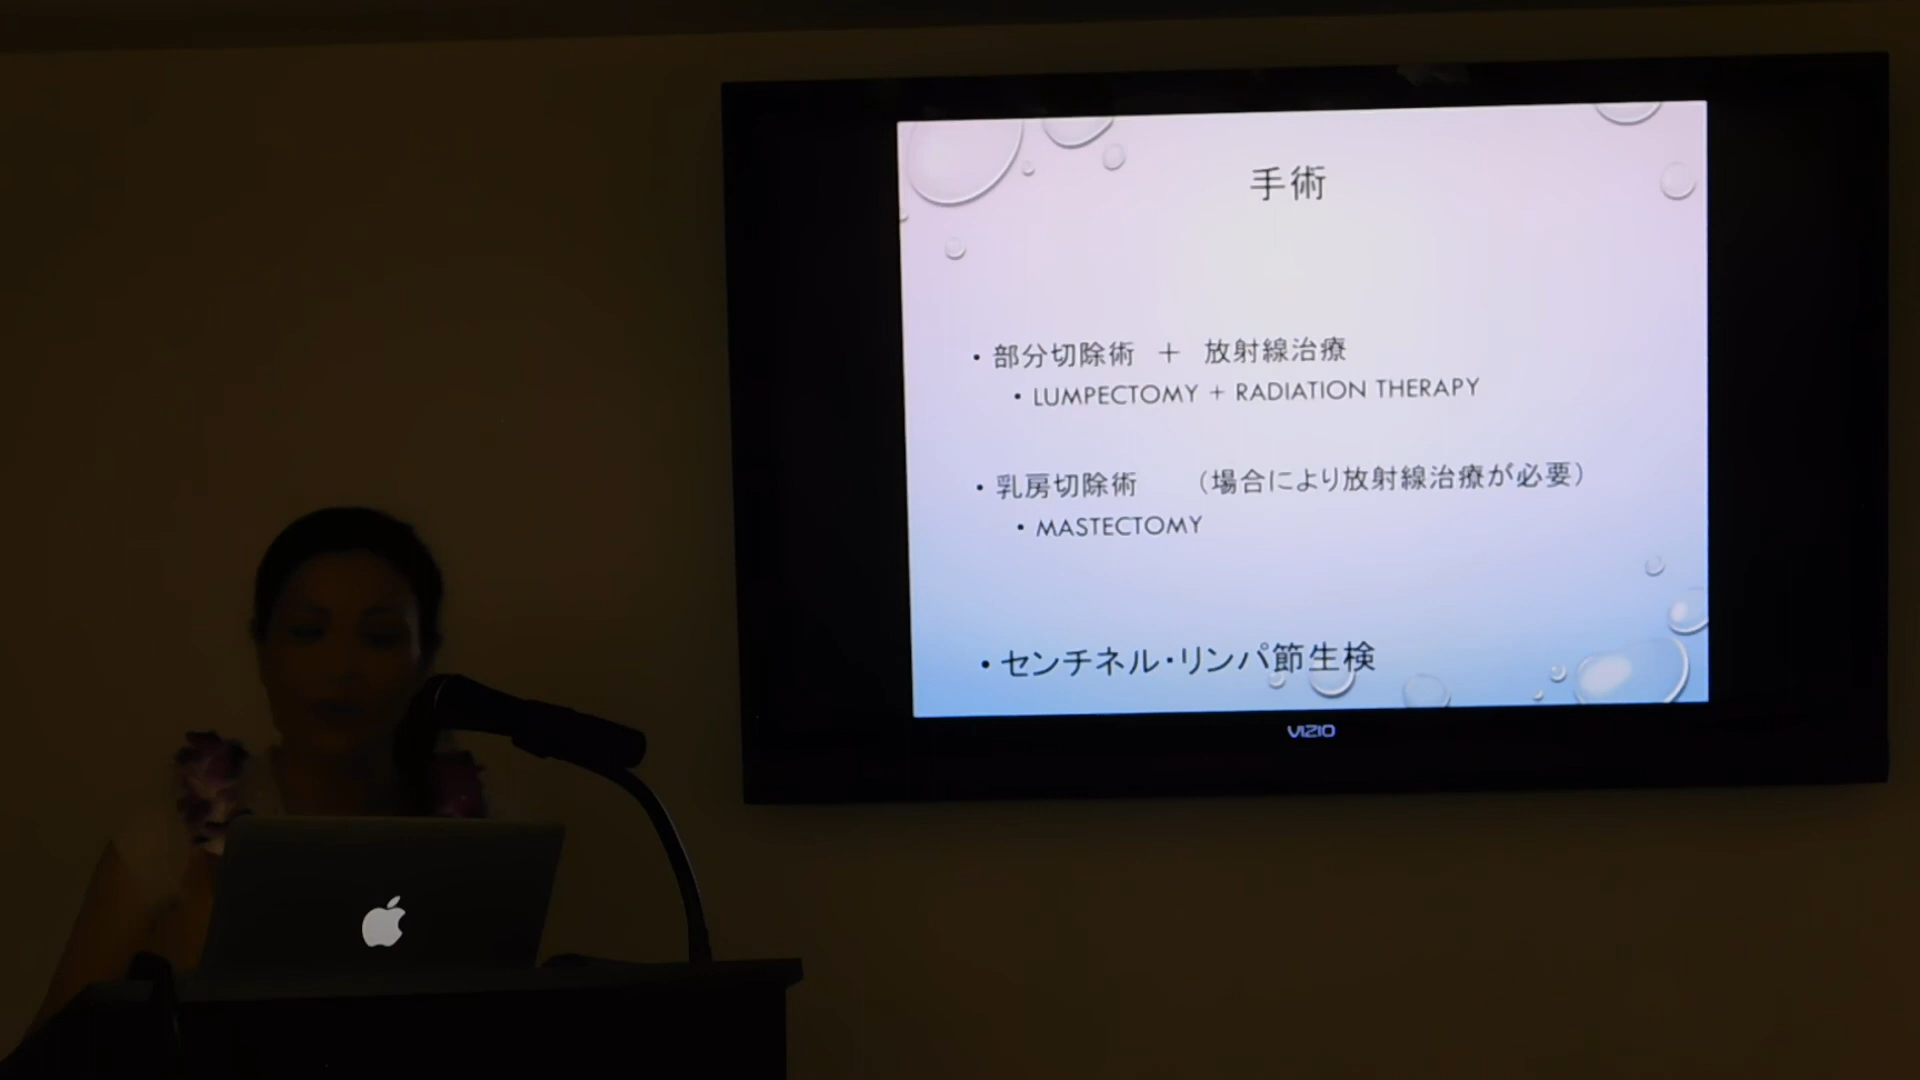 手術
・部分切除術 + 放射線治療
・LUMPECTOMY + RADIATION THERAPY
・乳房切除術 (場合により放射線治療が必要)
・MASTECTOMY
・センチネル・リンパ節生検
VIZIO